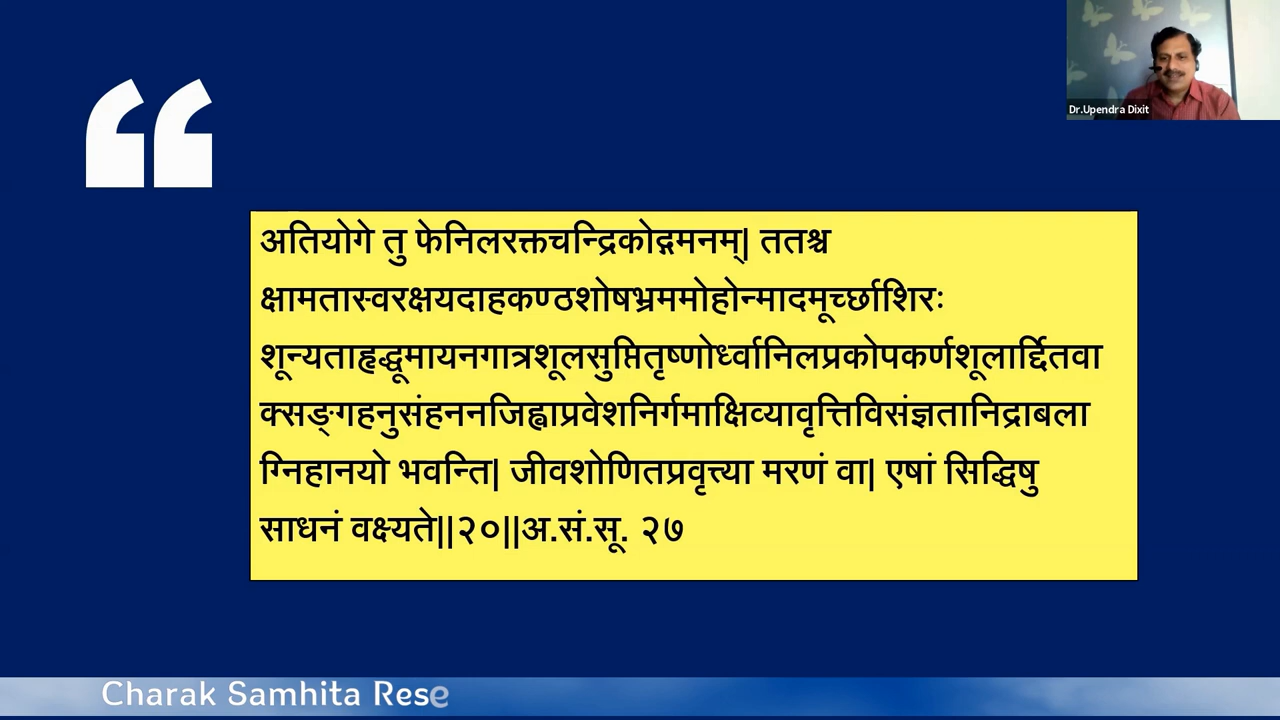 Dr.Upendra Dixit
“
अतियोगे तु फेनिलरक्तचन्द्रिकोद्गमनम्| ततश्च
क्षामतास्वरक्षयदाहकण्ठशोषभ्रममोहोन्मादमूर्च्छाशिरः
शून्यताहृद्धूमायनगात्रशूलसुप्तितृष्णोर्ध्वानिलप्रकोपकर्णशूलार्द्दितवा
क्सङ्गहनुसंहननजिह्वाप्रवेशनिर्गमाक्षिव्यावृत्तिविसंज्ञतानिद्राबला
ग्निहानयो भवन्ति| जीवशोणितप्रवृत्त्या मरणं वा| एषां सिद्धिषु
साधनं वक्ष्यते||२०||अ.सं.सू. २७
Charak Samhita Rese